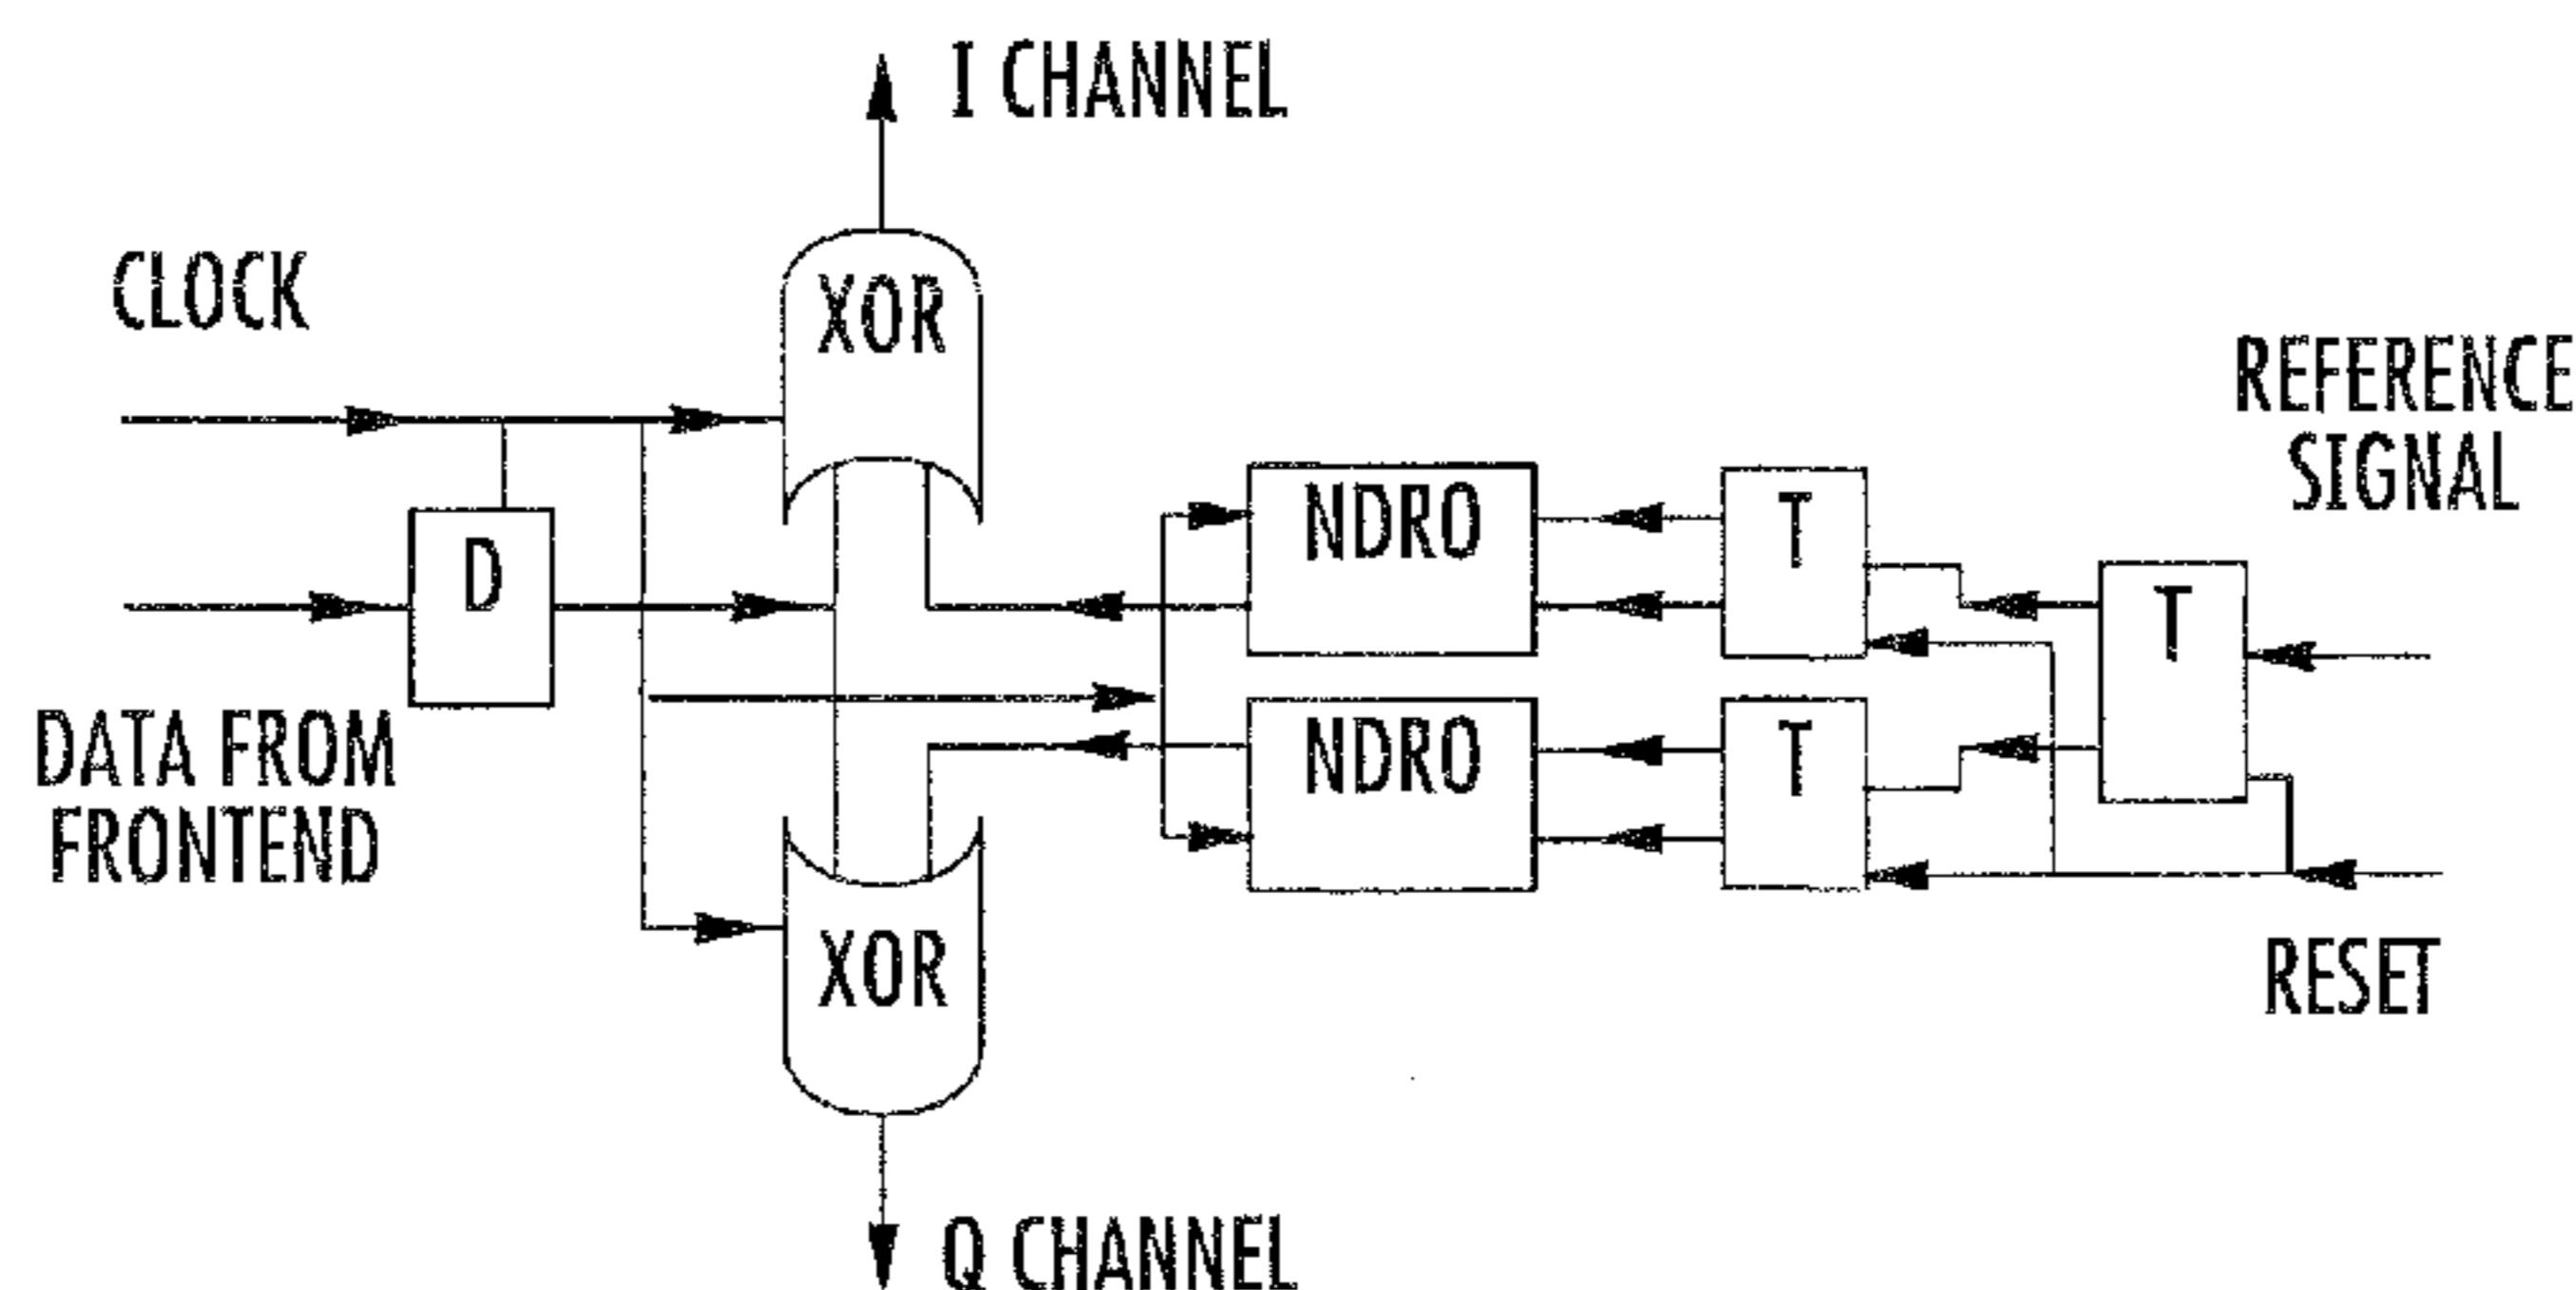 I CHANNEL
CLOCK
XOR
REFERENCE
SIGNAL
NDRO
T
D
T
DATA FROM
FRONTEND
NDRO
T
XOR
RESET
Q CHANNEL